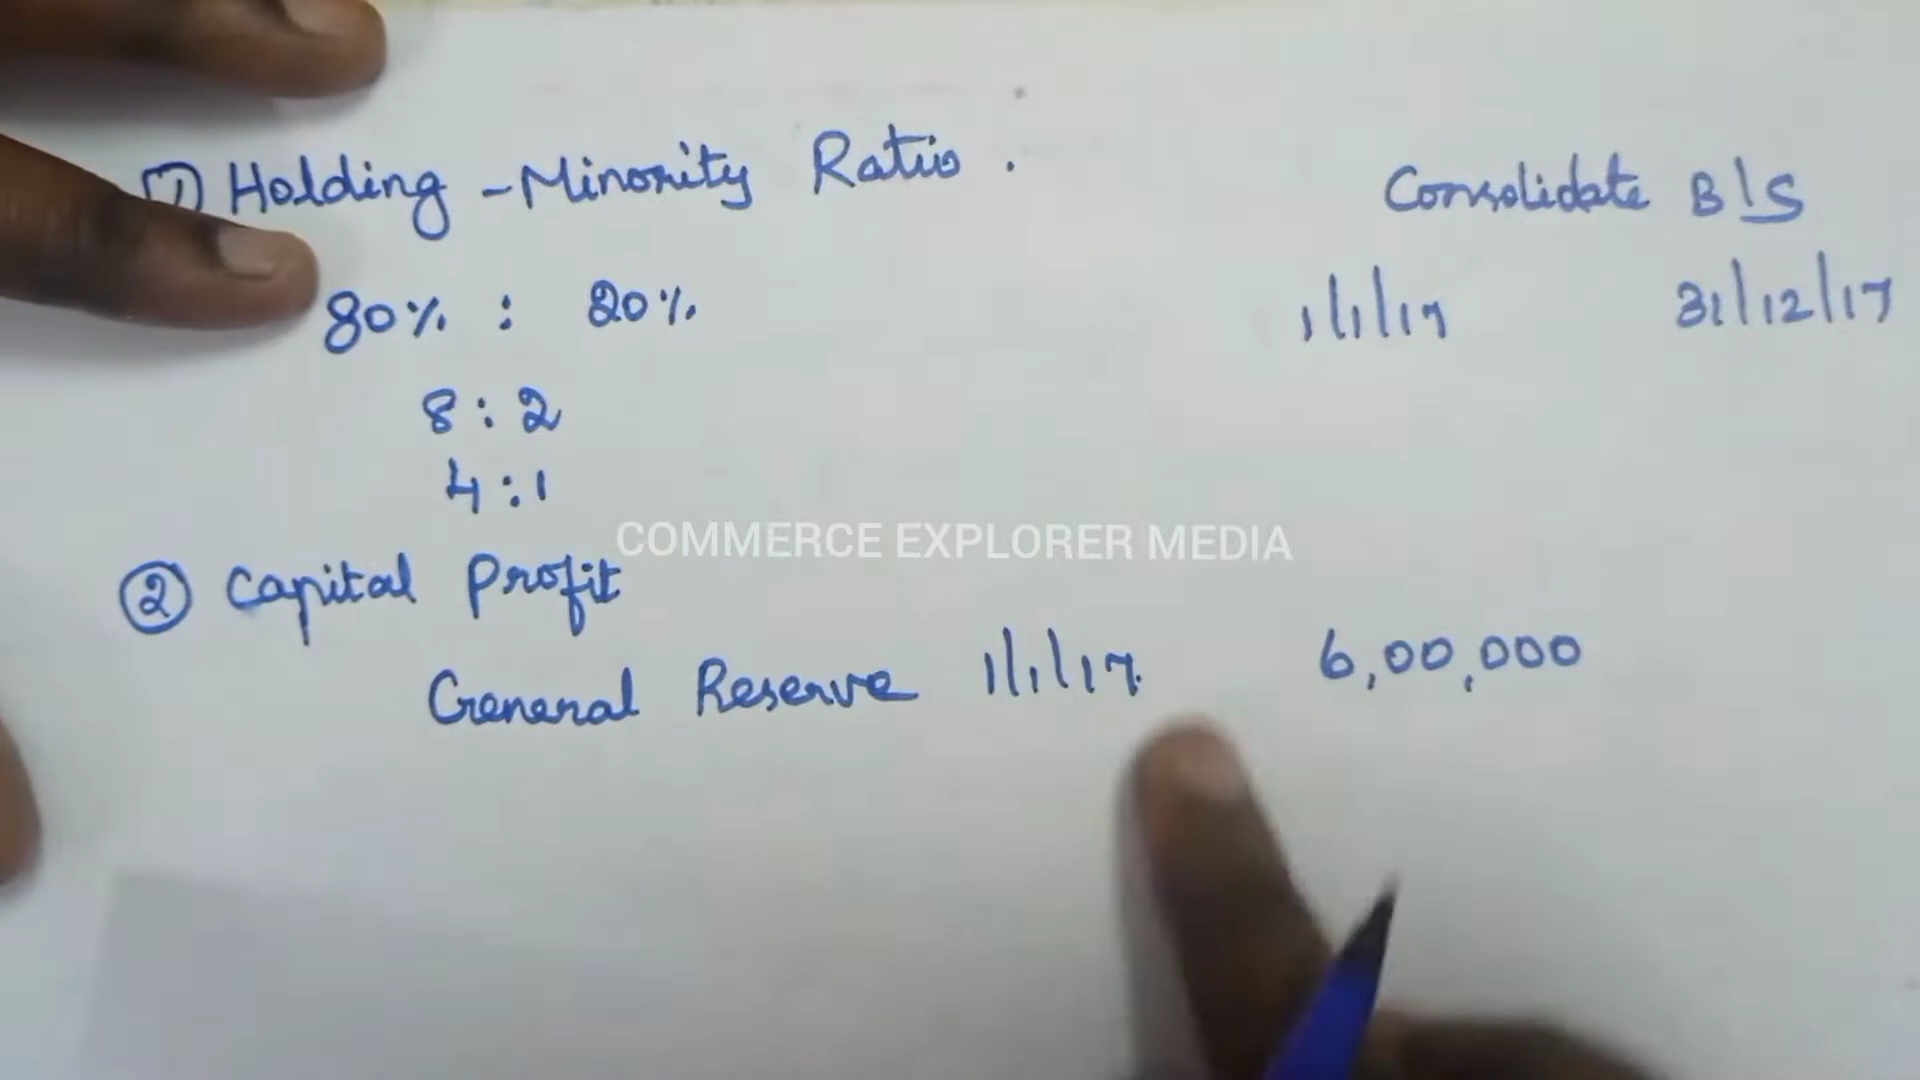 ① Holding - Minority Ratio .
80% : 20%
8 : 2
4 : 1
Consolidate B/S
1/1/17 31/12/17
COMMERCE EXPLORER MEDIA
② Capital Profit
General Reserve 1/1/17. 6,00,000